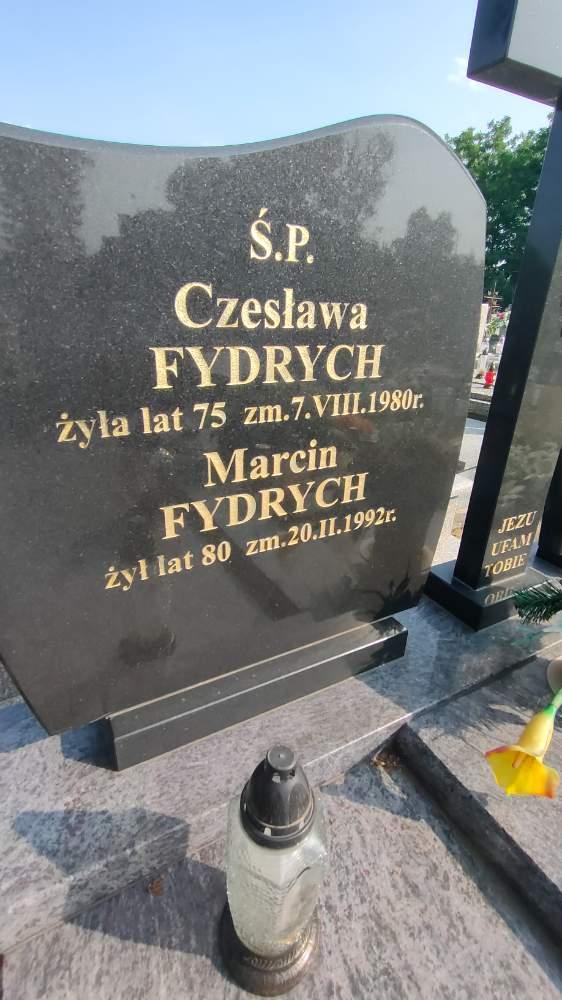 Ś.P.
Czesława
FYDRYCH
żyła lat 75 zm.7.VIII.1980r.
Marcin
FYDRYCH
żył lat 80 zm.20.II.1992r.
JEZU
UFAM
TOBIE